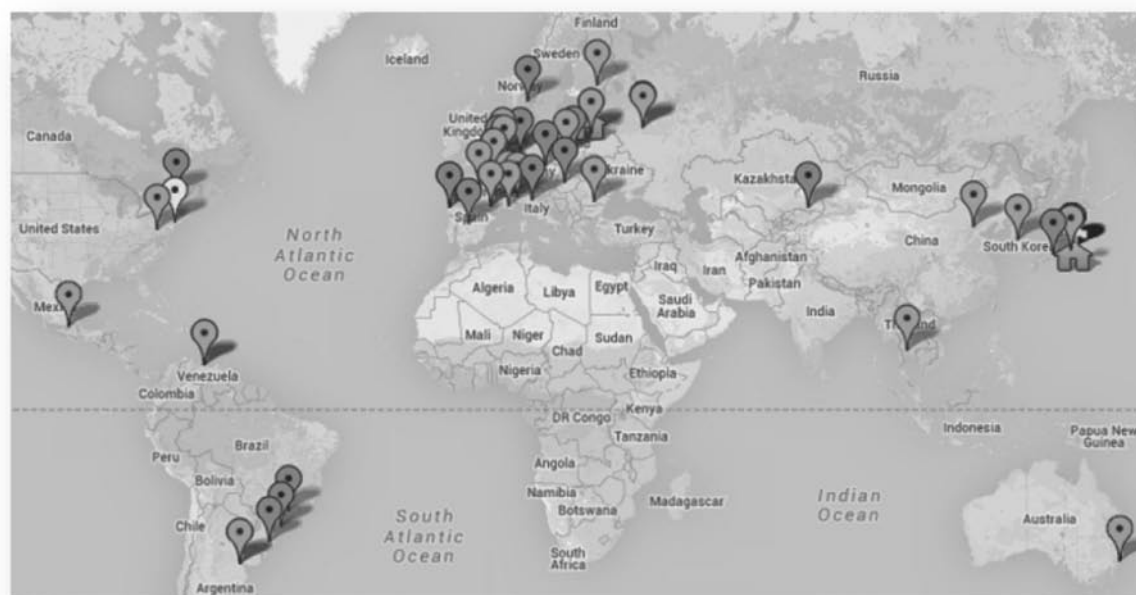 Finland
Iceland
Sweden
Russia
Norway
Canada
United
Kingdom
Ukraine
Kazakhstan
Mongolia
United States
Spain
Italy
North
Atlantic
Ocean
Turkey
China
South Korea
Afghanistan
Iraq
Iran
Pakistan
Algeria
Libya
Egypt
Saudi
Arabia
India
Mexico
Thailand
Mali
Niger
Sudan
Chad
Venezuela
Nigeria
Ethiopia
Colombia
DR Congo
Kenya
Indonesia
Papua New
Guinea
Tanzania
Brazil
Peru
Angola
Bolivia
Namibia
Madagascar
Botswana
Indian
Ocean
South
Atlantic
Ocean
Chile
Australia
South
Africa
Argentina